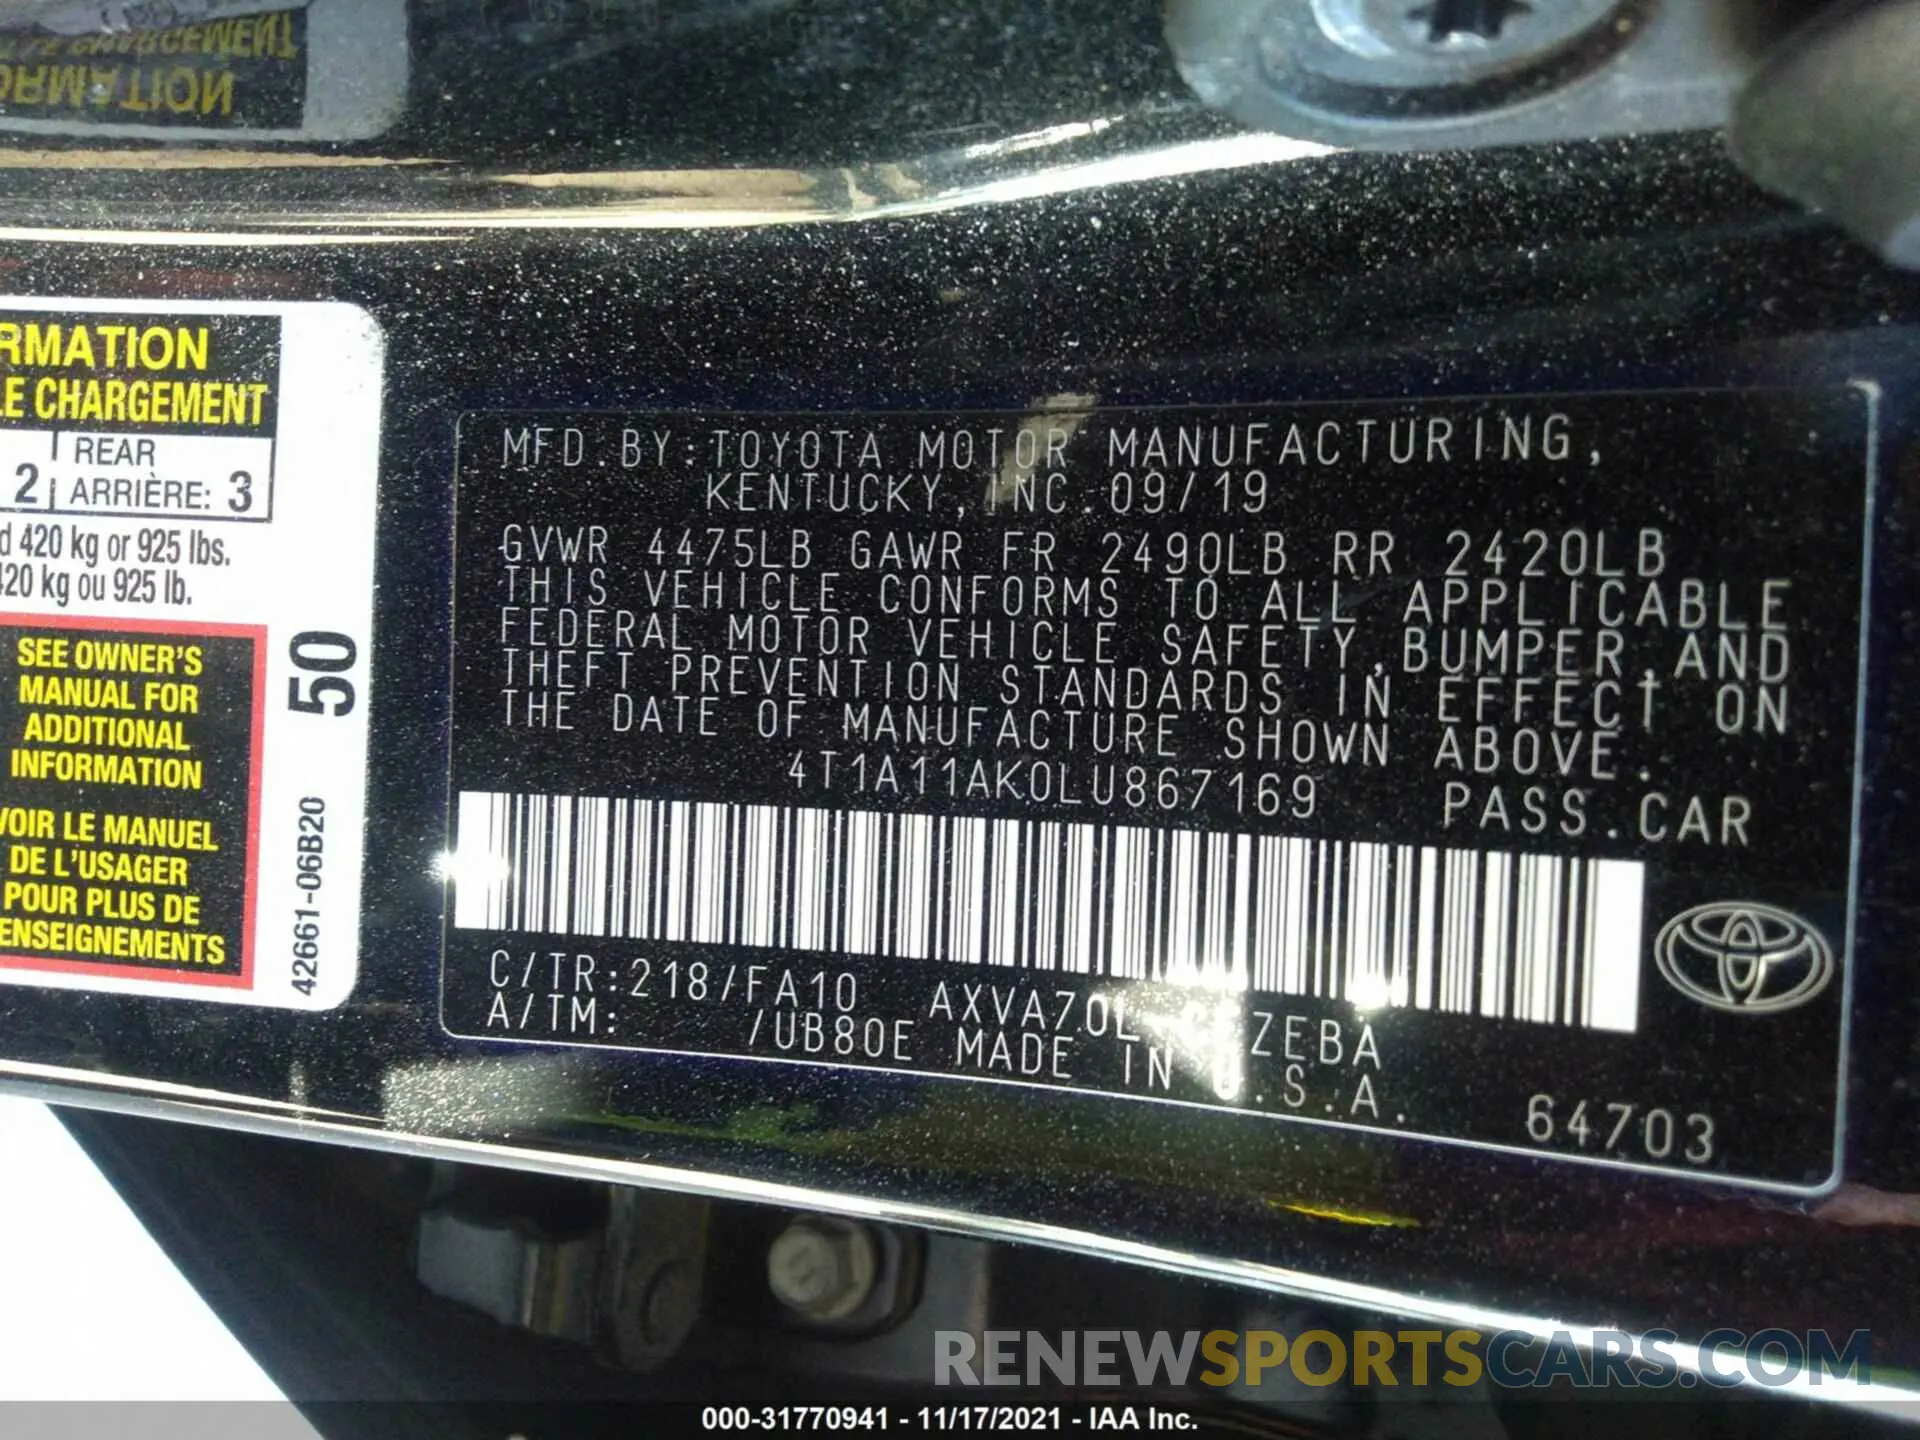 RMATION
LE CHARGEMENT
2 REAR
ARRIÈRE: 3
d 420 kg or 925 lbs.
420 kg ou 925 lb.
SEE OWNER'S
MANUAL FOR
ADDITIONAL
INFORMATION
VOIR LE MANUEL
DE L'USAGER
POUR PLUS DE
ENSEIGNEMENTS
50
42661-06B20
MFD.BY:TOYOTA MOTOR MANUFACTURING,
KENTUCKY,INC.09/19
GVWR 4475LB GAWR FR 2490LB RR 2420LB
THIS VEHICLE CONFORMS TO ALL APPLICABLE
FEDERAL MOTOR VEHICLE SAFETY,BUMPER,AND
THEFT PREVENTION STANDARDS IN EFFECT ON
THE DATE OF MANUFACTURE SHOWN ABOVE.
4T1A11AK0LU867169 PASS.CAR
C/TR:218/FA10 AXVA70L ZEBA
A/TM: /UB80E MADE IN U.S.A.
64703
RENEWSPORTSCARS.COM
000-31770941 - 11/17/2021 - IAA Inc.